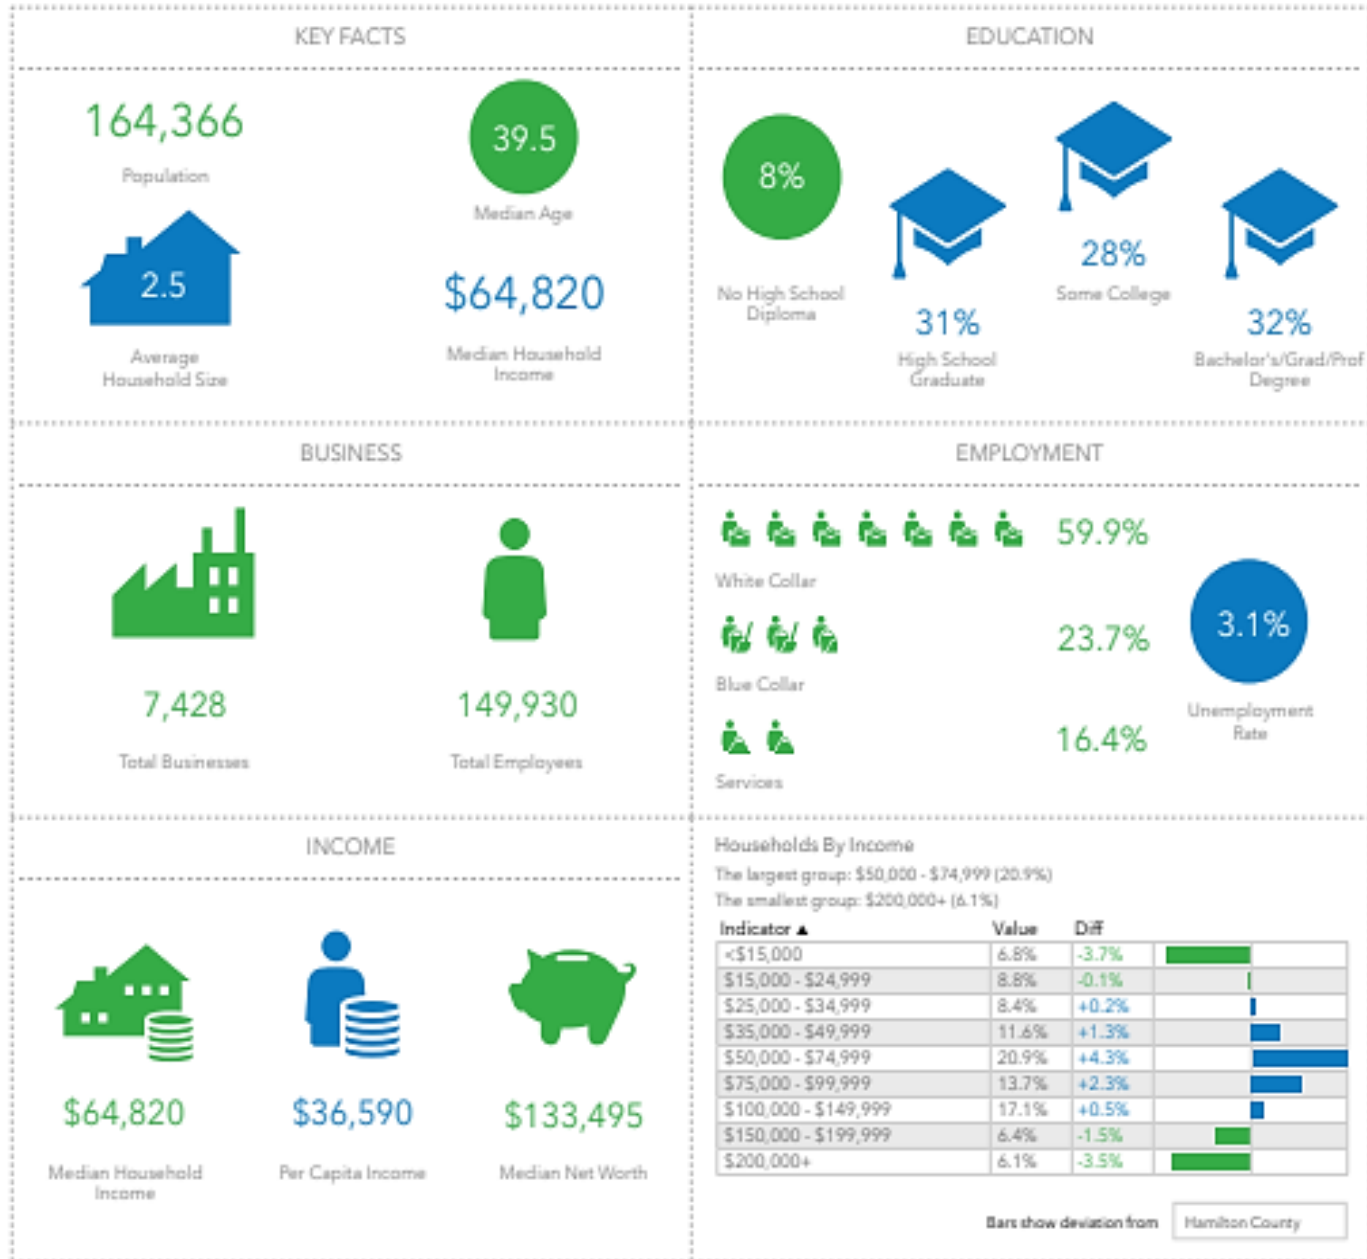 KEY FACTS
164,366
Population
39.5
Median Age
2.5
Average
Household Size
$64,820
Median Household
Income
EDUCATION
8%
No High School
Diploma
31%
High School
Graduate
28%
Some College
32%
Bachelor's/Grad/Prof
Degree
BUSINESS
7,428
Total Businesses
149,930
Total Employees
EMPLOYMENT
59.9%
White Collar
23.7%
Blue Collar
16.4%
Services
3.1%
Unemployment
Rate
INCOME
$64,820
Median Household
Income
$36,590
Per Capita Income
$133,495
Median Net Worth
Households By Income
The largest group: $50,000 - $74,999 (20.9%)
The smallest group: $200,000+ (6.1%)
Indicator ▲ Value Diff
<$15,000 6.8% -3.7%
$15,000 - $24,999 8.8% -0.1%
$25,000 - $34,999 8.4% +0.2%
$35,000 - $49,999 11.6% +1.3%
$50,000 - $74,999 20.9% +4.3%
$75,000 - $99,999 13.7% +2.3%
$100,000 - $149,999 17.1% +0.5%
$150,000 - $199,999 6.4% -1.5%
$200,000+ 6.1% -3.5%
Bars show deviation from Hamilton County